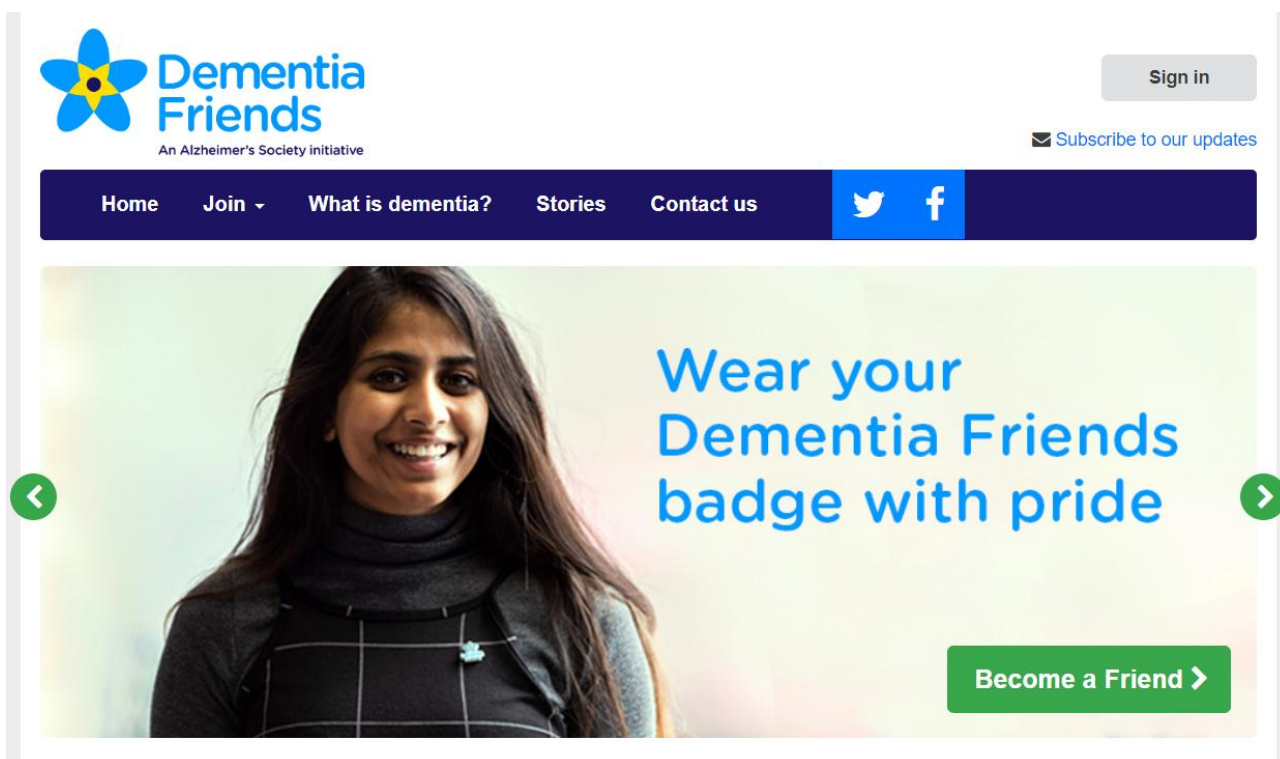 Dementia
Friends
An Alzheimer's Society initiative
Sign in
Subscribe to our updates
Home Join What is dementia? Stories Contact us
Wear your
Dementia Friends
badge with pride
Become a Friend